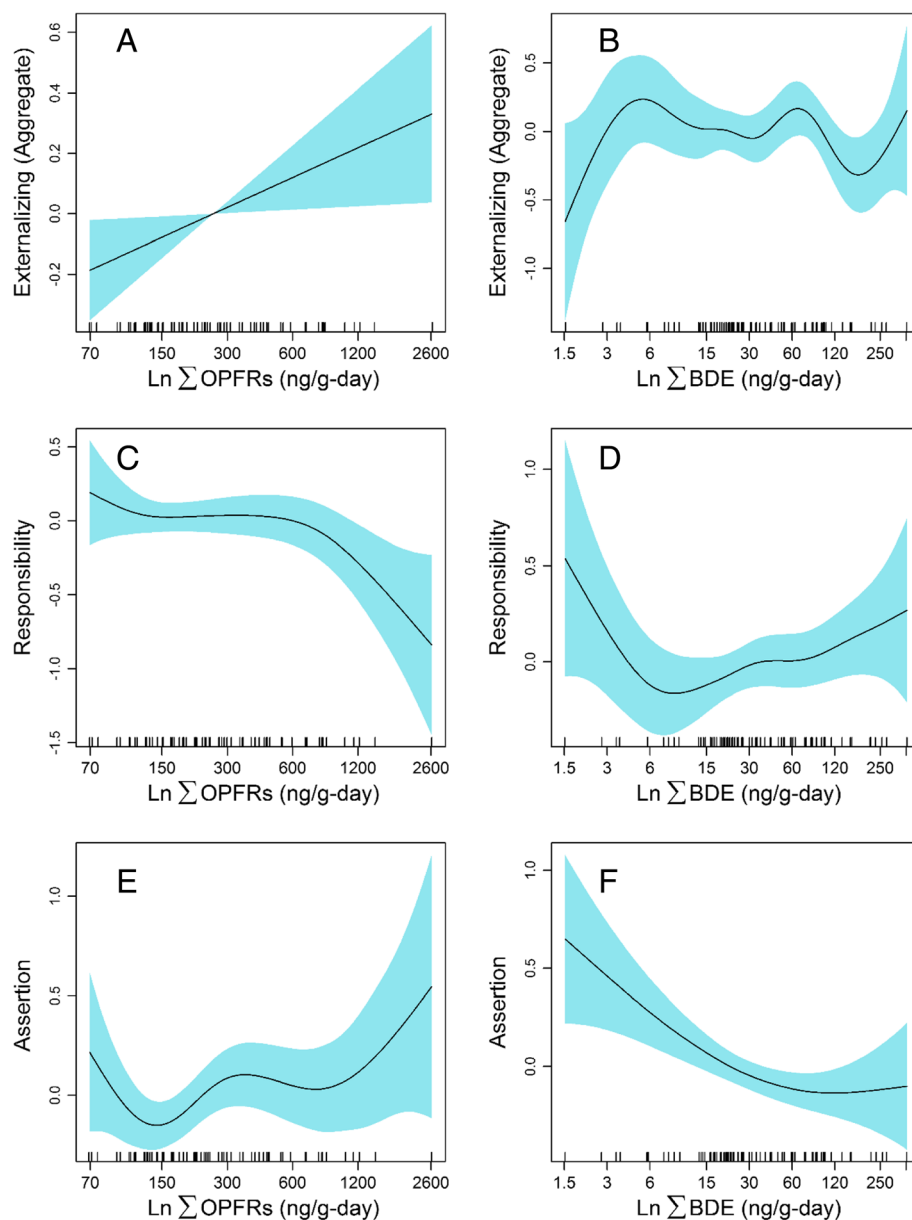 A
Externalizing (Aggregate)
0.6
0.4
0.2
0.0
-0.2
70 150 300 600 1200 2600
Ln ∑OPFRs (ng/g-day)
B
Externalizing (Aggregate)
0.5
0.0
-0.5
-1.0
1.5 3 6 15 30 60 120 250
Ln ∑BDE (ng/g-day)
C
Responsibility
0.5
0.0
-0.5
-1.0
-1.5
70 150 300 600 1200 2600
Ln ∑OPFRs (ng/g-day)
D
Responsibility
1.0
0.5
0.0
1.5 3 6 15 30 60 120 250
Ln ∑BDE (ng/g-day)
E
Assertion
1.0
0.5
0.0
70 150 300 600 1200 2600
Ln ∑OPFRs (ng/g-day)
F
Assertion
1.0
0.5
0.0
1.5 3 6 15 30 60 120 250
Ln ∑BDE (ng/g-day)